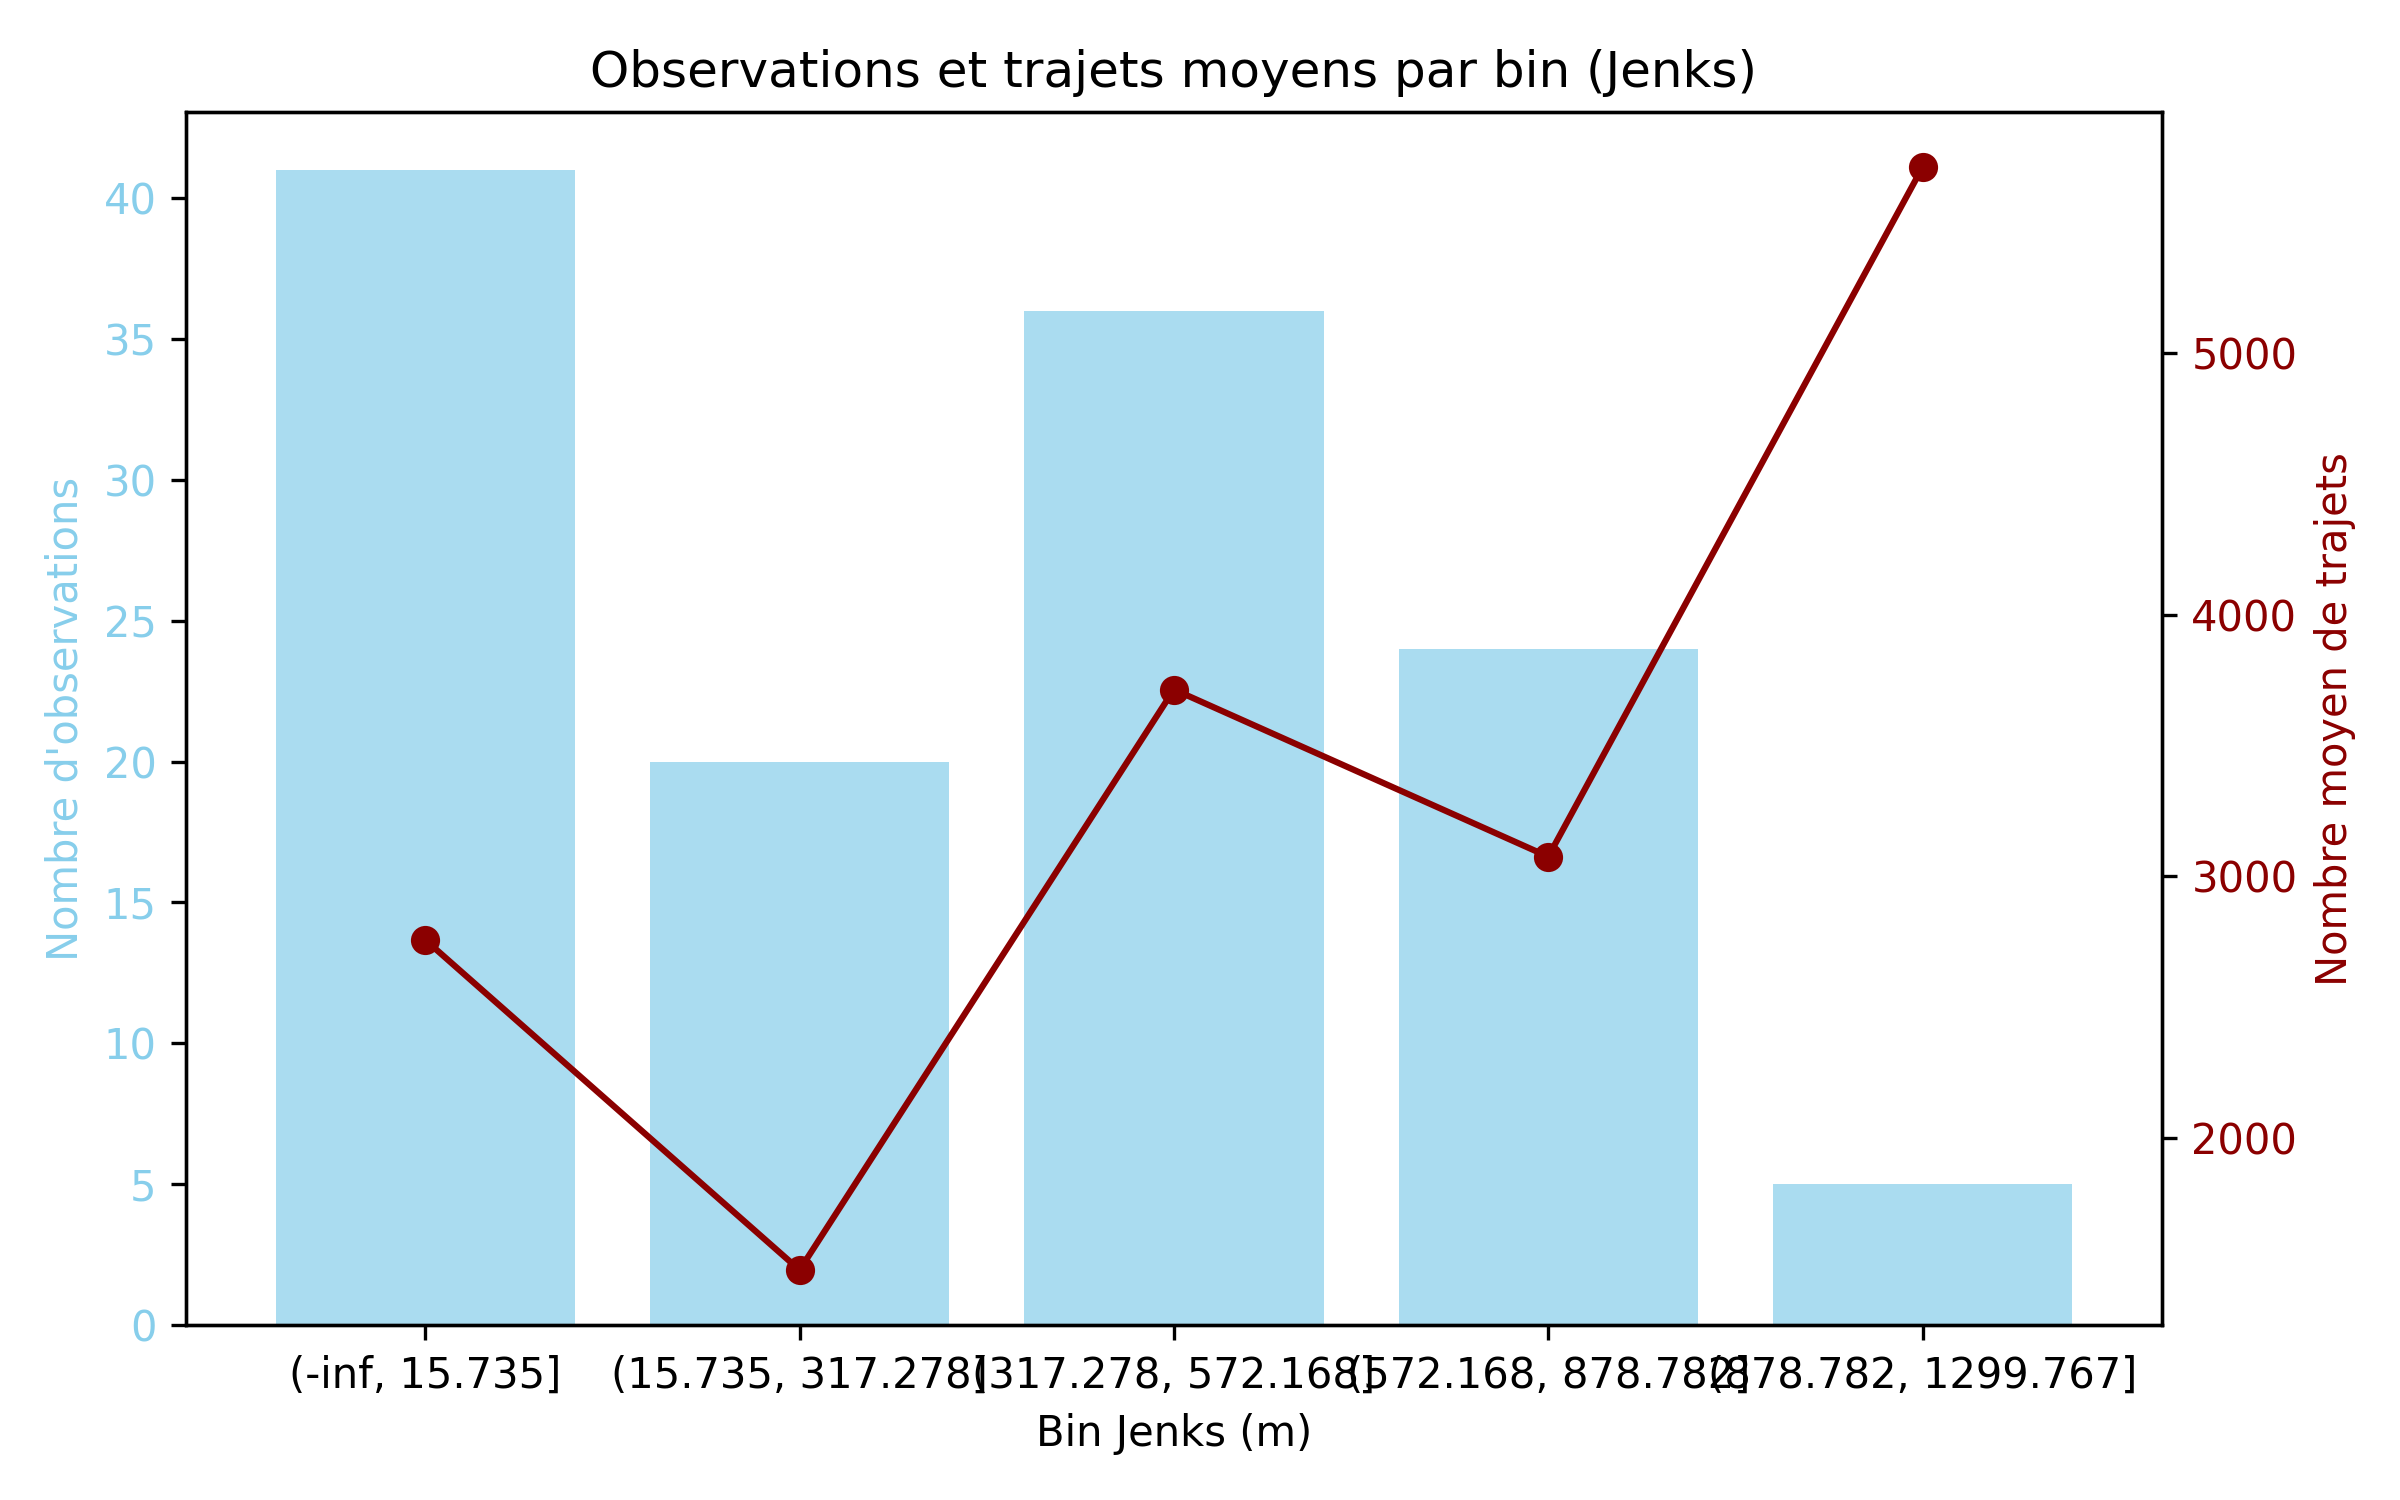 Observations et trajets moyens par bin (Jenks)
Nombre d'observations
40
35
30
25
20
15
10
5
0
5000
4000
3000
2000
Nombre moyen de trajets
(-inf, 15.735] (15.735, 317.278] (317.278, 572.168] (572.168, 878.782] (878.782, 1299.767]
Bin Jenks (m)